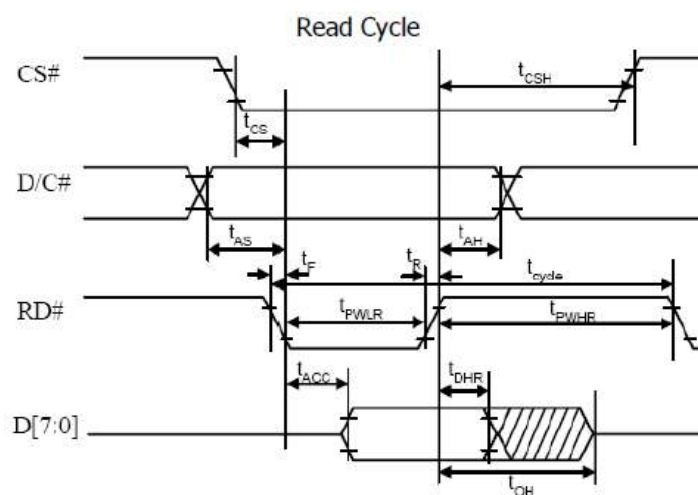 Read Cycle
CS#
tCSH
tCS
D/C#
tAS
tAH
tF
tR
tcycle
RD#
tPWLR
tPWHR
tACC
tDHR
D[7:0]
tOH